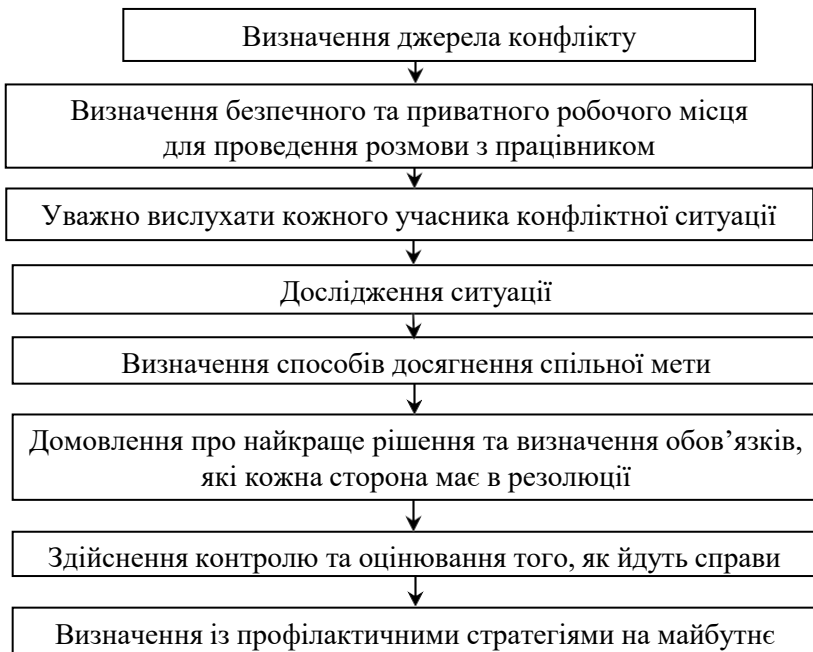 Визначення джерела конфлікту
Визначення безпечного та приватного робочого місця
для проведення розмови з працівником
Уважно вислухати кожного учасника конфліктної ситуації
Дослідження ситуації
Визначення способів досягнення спільної мети
Домовлення про найкраще рішення та визначення обов’язків,
які кожна сторона має в резолюції
Здійснення контролю та оцінювання того, як йдуть справи
Визначення із профілактичними стратегіями на майбутнє